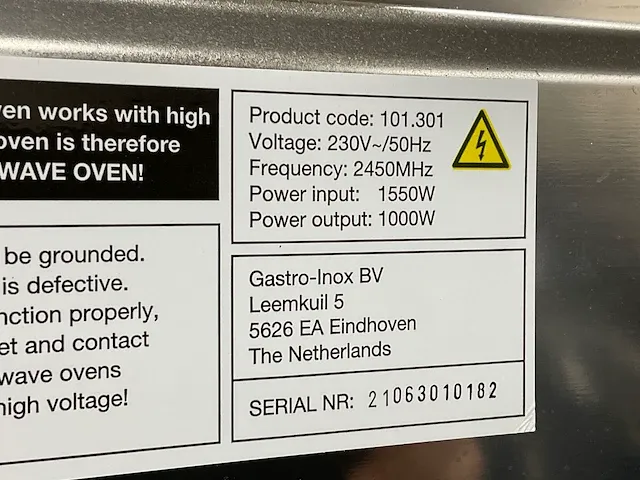 ven works with high
oven is therefore
WAVE OVEN!
be grounded.
is defective.
nction properly,
et and contact
wave ovens
high voltage!
Product code: 101.301
Voltage: 230V~/50Hz
Frequency: 2450MHz
Power input: 1550W
Power output: 1000W
Gastro-Inox BV
Leemkuil 5
5626 EA Eindhoven
The Netherlands
SERIAL NR: 21063010182